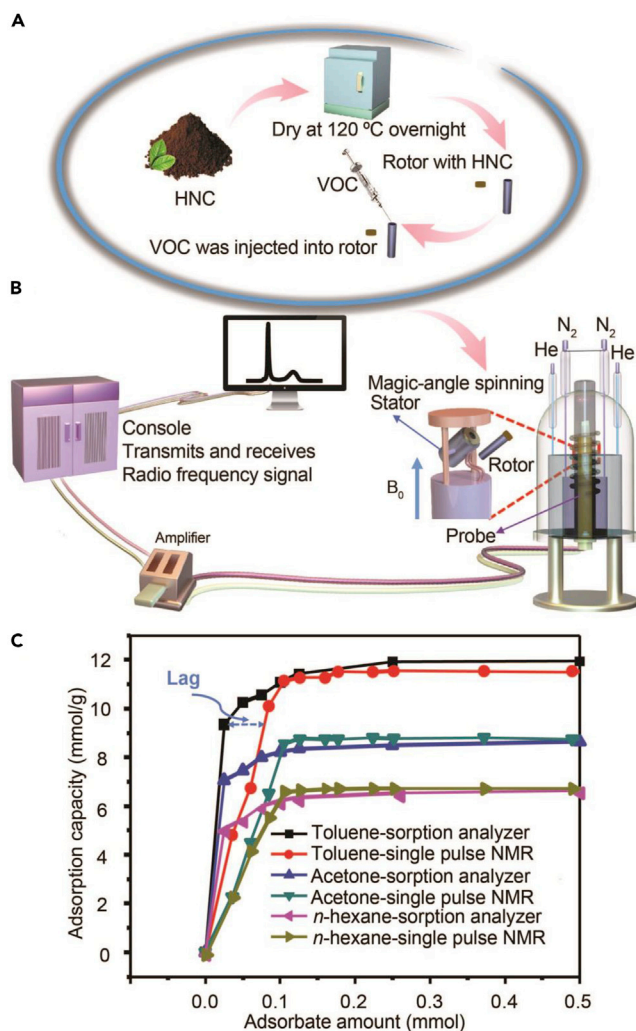 A
Dry at 120 ºC overnight
HNC
VOC
Rotor with HNC
VOC was injected into rotor
B
N2 N2
He He
Magic-angle spinning
Stator
Rotor
B0
Probe
Console
Transmits and receives
Radio frequency signal
Amplifier
C
Adsorption capacity (mmol/g)
12
10
8
6
4
2
0
Lag
Toluene-sorption analyzer
Toluene-single pulse NMR
Acetone-sorption analyzer
Acetone-single pulse NMR
n-hexane-sorption analyzer
n-hexane-single pulse NMR
0.0 0.1 0.2 0.3 0.4 0.5
Adsorbate amount (mmol)